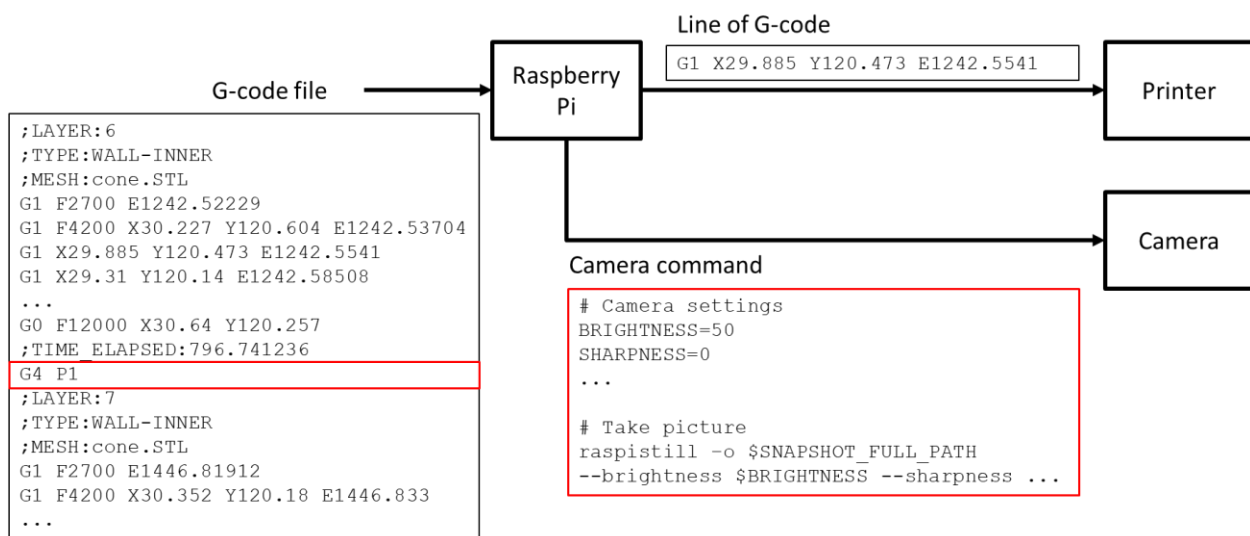 Line of G-code
G1 X29.885 Y120.473 E1242.5541
G-code file
Raspberry
Pi
Printer
;LAYER:6
;TYPE:WALL-INNER
;MESH:cone.STL
G1 F2700 E1242.52229
G1 F4200 X30.227 Y120.604 E1242.53704
G1 X29.885 Y120.473 E1242.5541
G1 X29.31 Y120.14 E1242.58508
...
G0 F12000 X30.64 Y120.257
;TIME_ELAPSED:796.741236
G4 P1
;LAYER:7
;TYPE:WALL-INNER
;MESH:cone.STL
G1 F2700 E1446.81912
G1 F4200 X30.352 Y120.18 E1446.833
...
Camera
Camera command
# Camera settings
BRIGHTNESS=50
SHARPNESS=0
...
# Take picture
raspistill –o $SNAPSHOT_FULL_PATH
--brightness $BRIGHTNESS --sharpness ...